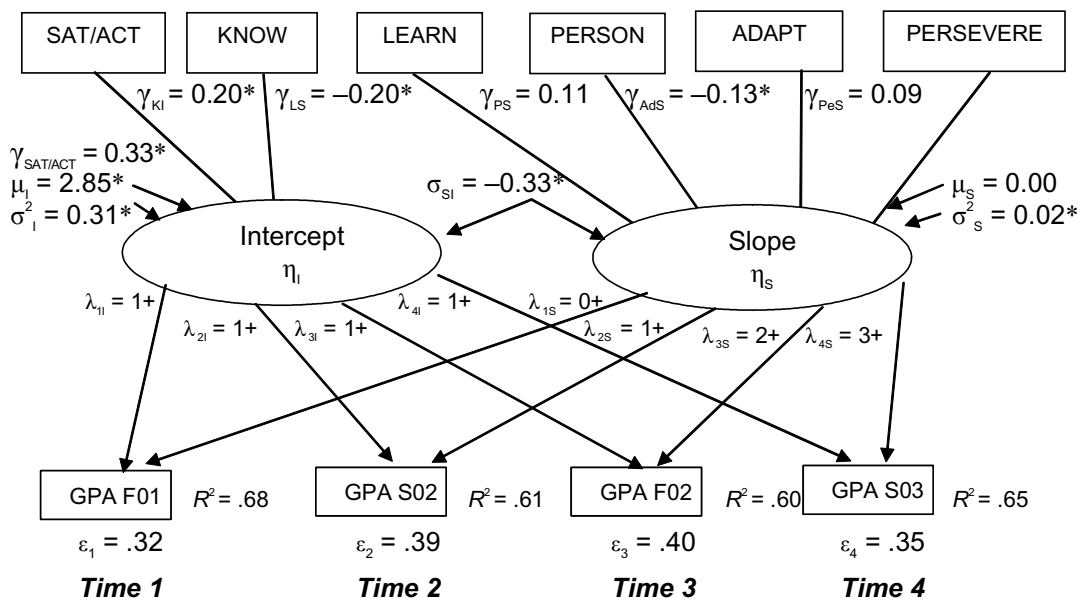 SAT/ACT KNOW LEARN PERSON ADAPT PERSEVERE
γKI = 0.20* γLS = –0.20* γPS = 0.11 γAdS = –0.13* γPeS = 0.09
γSAT/ACT = 0.33*
μI = 2.85* σSI = –0.33* μS = 0.00
σ²I = 0.31* σ²S = 0.02*
Intercept Slope
ηI ηS
λ1I = 1+ λ2I = 1+ λ3I = 1+ λ4I = 1+ λ1S = 0+ λ2S = 1+ λ3S = 2+ λ4S = 3+
GPA F01 R² = .68 GPA S02 R² = .61 GPA F02 R² = .60 GPA S03 R² = .65
ε1 = .32 ε2 = .39 ε3 = .40 ε4 = .35
Time 1 Time 2 Time 3 Time 4